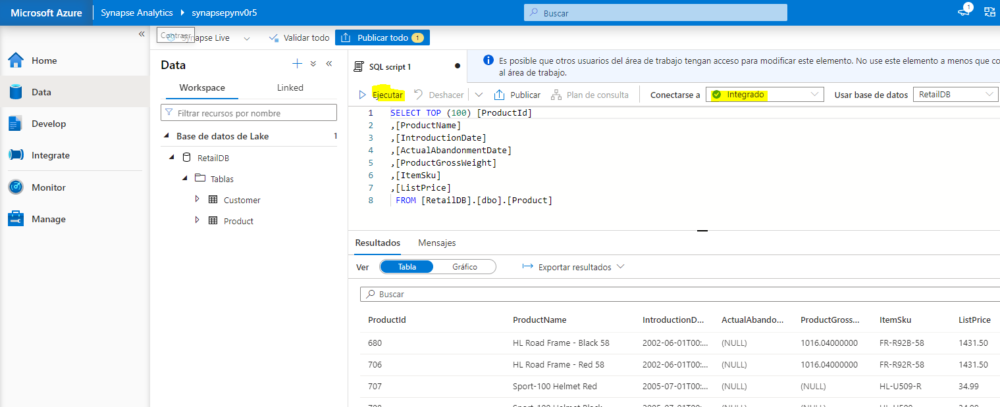 Microsoft Azure Synapse Analytics synapsepynv0r5 Buscar 1
Contraer Synapse Live Validar todo Publicar todo 1
Home
Data
Develop
Integrate
Monitor
Manage
Data
Workspace Linked
Filtrar recursos por nombre
Base de datos de Lake 1
RetailDB
Tablas
Customer
Product
SQL script 1
Es posible que otros usuarios del área de trabajo tengan acceso para modificar este elemento. No use este elemento a menos que co
al área de trabajo.
Ejecutar Deshacer Publicar Plan de consulta Conectarse a Integrado Usar base de datos RetailDB
1 SELECT TOP (100) [ProductId]
2 ,[ProductName]
3 ,[IntroductionDate]
4 ,[ActualAbandonmentDate]
5 ,[ProductGrossWeight]
6 ,[ItemSku]
7 ,[ListPrice]
8 FROM [RetailDB].[dbo].[Product]
Resultados Mensajes
Ver Tabla Gráfico Exportar resultados
Buscar
ProductId ProductName IntroductionD... ActualAbando... ProductGross... ItemSku ListPrice
680 HL Road Frame - Black 58 2002-06-01T00:... (NULL) 1016.04000000 FR-R92B-58 1431.50
706 HL Road Frame - Red 58 2002-06-01T00:... (NULL) 1016.04000000 FR-R92R-58 1431.50
707 Sport-100 Helmet Red 2005-07-01T00:... (NULL) (NULL) HL-U509-R 34.99